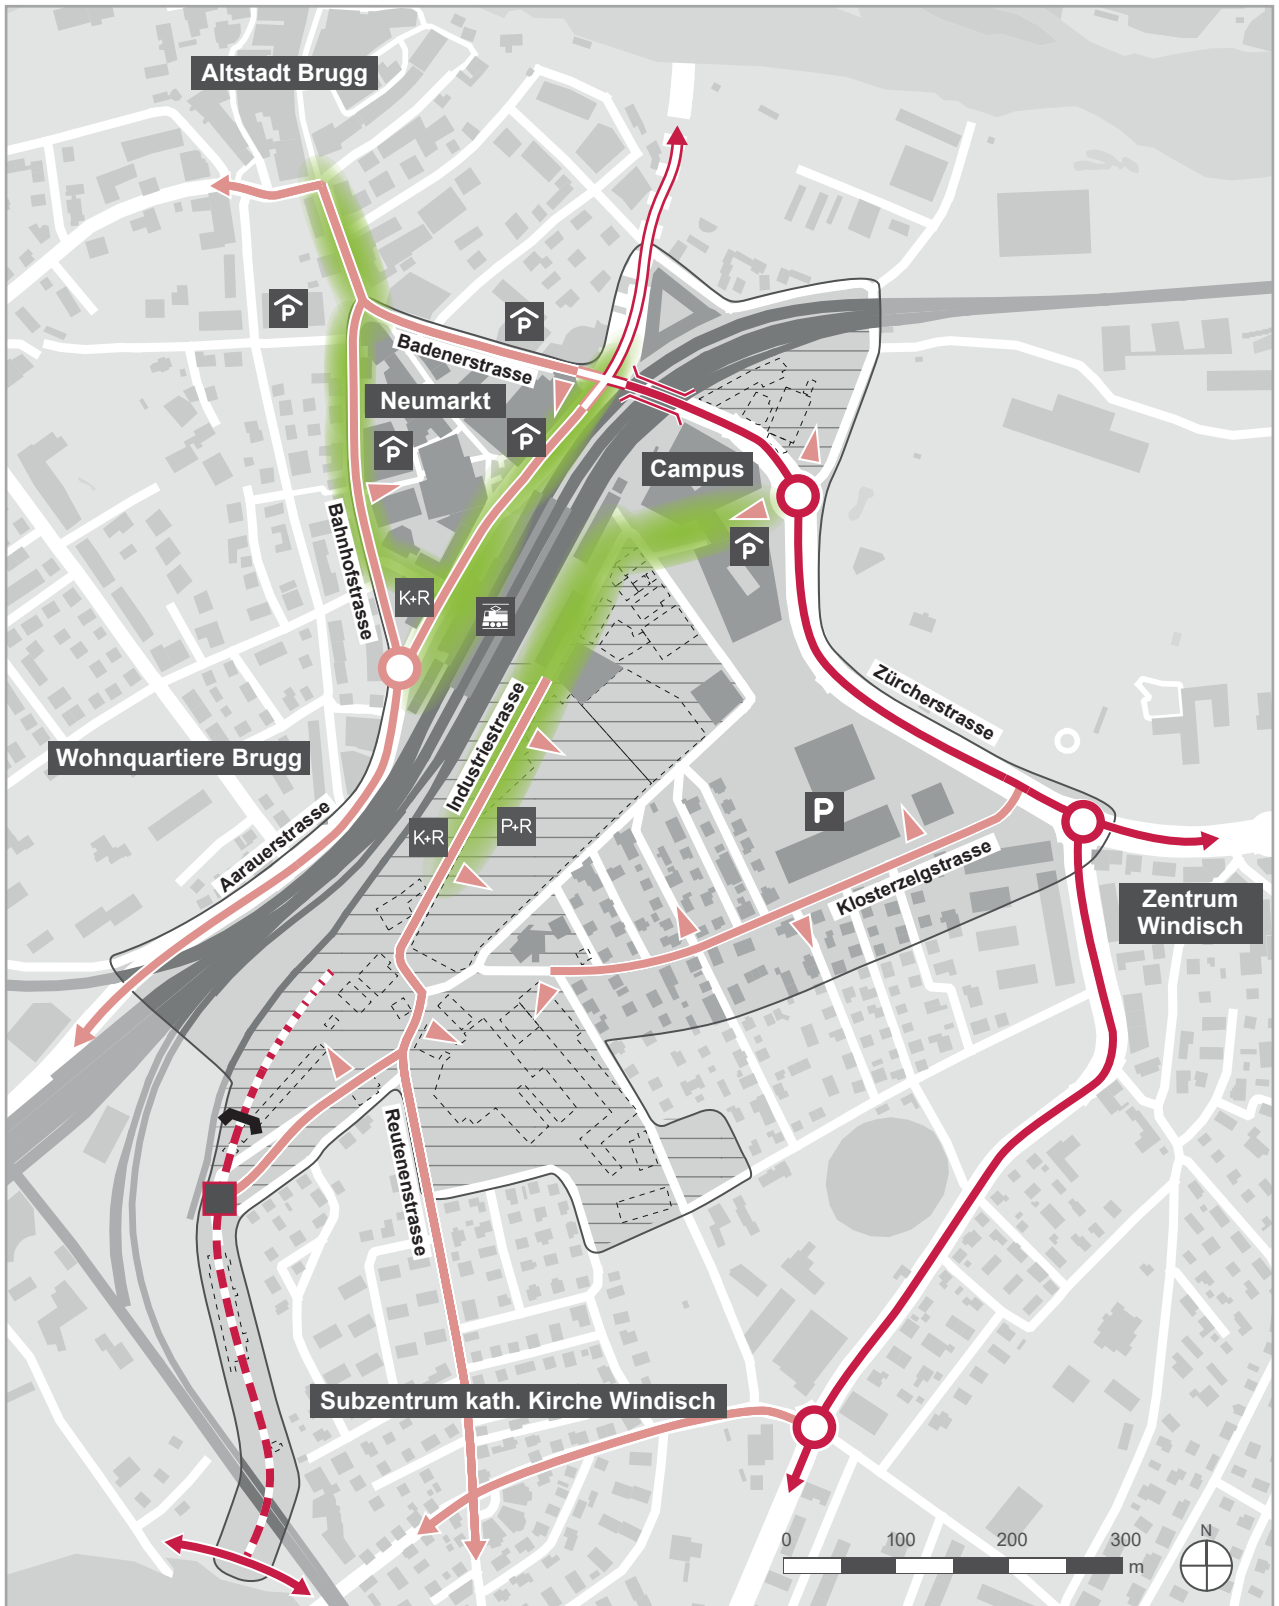 Altstadt Brugg
P
P
Badenerstrasse
Neumarkt
P
P
Campus
Bahnhofstrasse
P
K+R
Zürcherstrasse
Industriestrasse
Wohnquartiere Brugg
P
K+R
P+R
Aarauerstrasse
Klosterzelgstrasse
Zentrum
Windisch
Reutenenstrasse
Subzentrum kath. Kirche Windisch
0 100 200 300
m
N